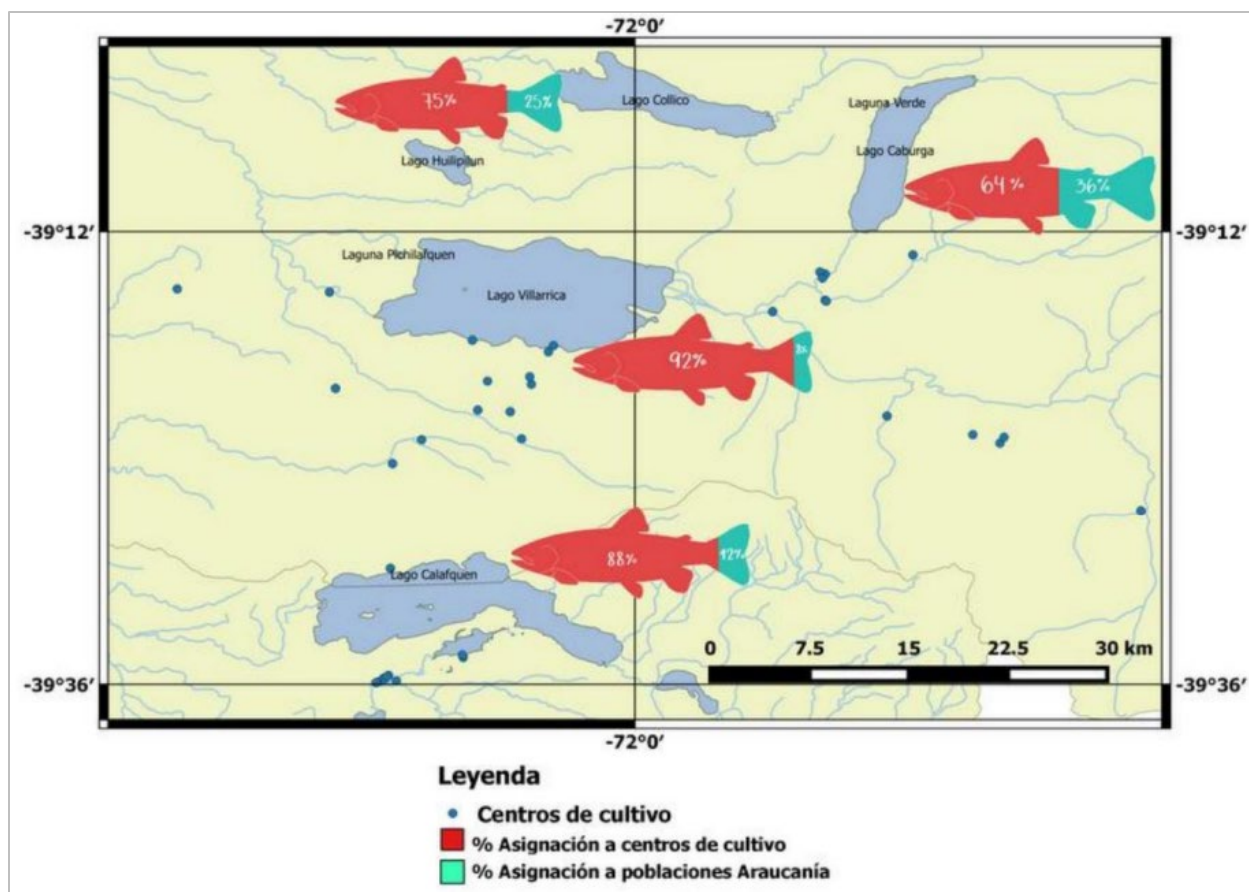 -72°0'
75%
25%
Lago Collico
Laguna Verde
Lago Huilipilun
Lago Caburga
64%
36%
-39°12'
-39°12'
Laguna Pichilafquen
Lago Villarrica
92%
8%
88%
12%
Lago Calafquen
0 7.5 15 22.5 30 km
-39°36'
-39°36'
-72°0'
Leyenda
Centros de cultivo
% Asignación a centros de cultivo
% Asignación a poblaciones Araucanía